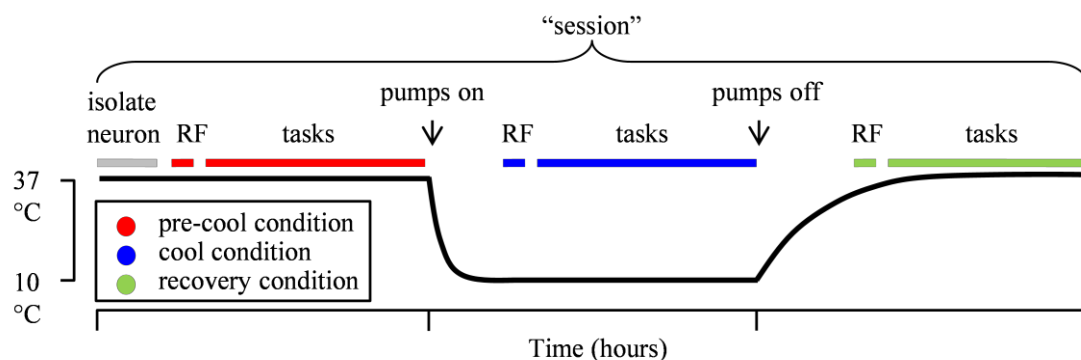 “session”
isolate
neuron
RF
tasks
pumps on
RF
tasks
pumps off
RF
tasks
37
°C
10
°C
pre-cool condition
cool condition
recovery condition
Time (hours)